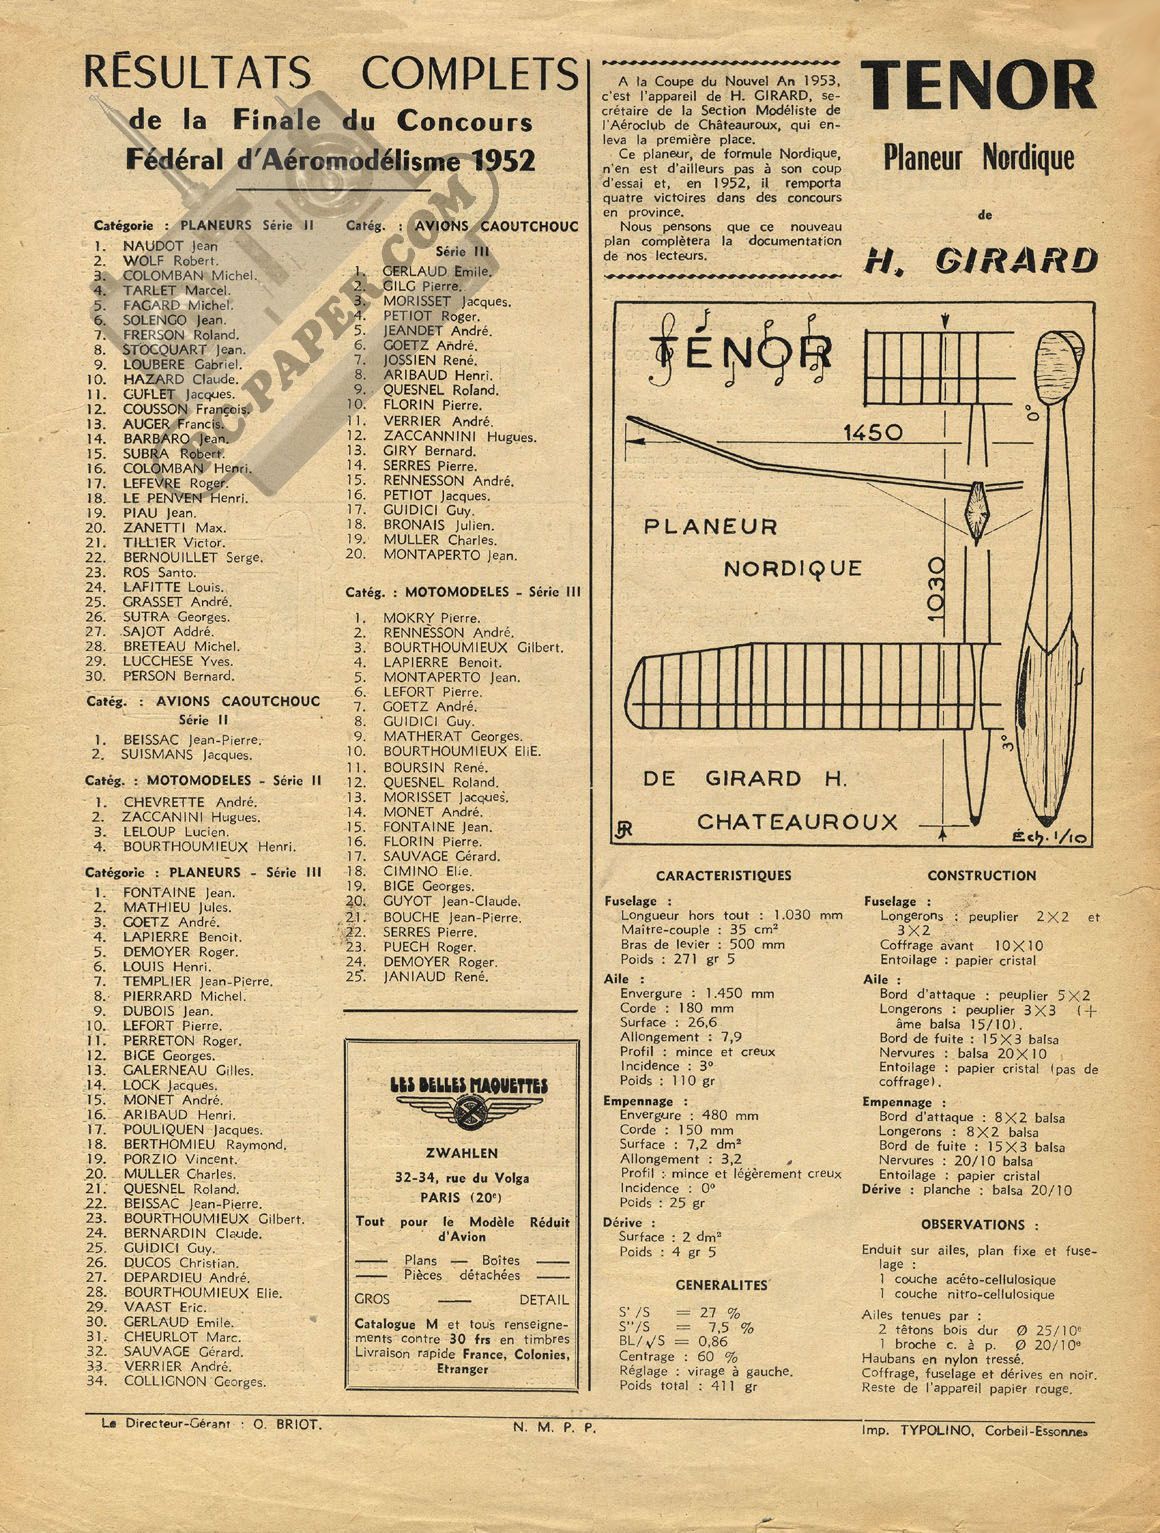 RÉSULTATS COMPLETS
de la Finale du Concours
Fédéral d'Aéromodélisme 1952
Catégorie : PLANEURS Série II
1. NAUDOT Jean
2. WOLF Robert.
3. COLOMBAN Michel.
4. TARLET Marcel.
5. FAGARD Michel.
6. SOLENGO Jean.
7. FRERSON Roland.
8. STOCQUART Jean.
9. LOUBERE Gabriel.
10. HAZARD Claude.
11. GUFLET Jacques.
12. COUSSON François.
13. AUGER Francis.
14. BARBARO Jean.
15. SUBRA Robert.
16. COLOMBAN Henri.
17. LEFEVRE Roger.
18. LE PENVEN Henri.
19. PIAU Jean.
20. ZANETTI Max.
21. TILLIER Victor.
22. BERNOUILLET Serge.
23. ROS Santo.
24. LAFITTE Louis.
25. GRASSET André.
26. SUTRA Georges.
27. SAJOT Addré.
28. BRETEAU Michel.
29. LUCCHESE Yves.
30. PERSON Bernard.
Catég. : AVIONS CAOUTCHOUC
Série II
1. BEISSAC Jean-Pierre.
2. SUISMANS Jacques.
Catég. : MOTOMODELES - Série II
1. CHEVRETTE André.
2. ZACCANINI Hugues.
3. LELOUP Lucien.
4. BOURTHOUMIEUX Henri.
Catégorie : PLANEURS - Série III
1. FONTAINE Jean.
2. MATHIEU Jules.
3. GOETZ André.
4. LAPIERRE Benoit.
5. DEMOYER Roger.
6. LOUIS Henri.
7. TEMPLIER Jean-Pierre.
8. PIERRARD Michel.
9. DUBOIS Jean.
10. LEFORT Pierre.
11. PERRETON Roger.
12. BIGE Georges.
13. GALERNEAU Gilles.
14. LOCK Jacques.
15. MONET André.
16. ARIBAUD Henri.
17. POULIQUEN Jacques.
18. BERTHOMIEU Raymond.
19. PORZIO Vincent.
20. MULLER Charles.
21. QUESNEL Roland.
22. BEISSAC Jean-Pierre.
23. BOURTHOUMIEUX Gilbert.
24. BERNARDIN Claude.
25. GUIDICI Guy.
26. DUCOS Christian.
27. DEPARDIEU André.
28. BOURTHOUMIEUX Elie.
29. VAAST Eric.
30. GERLAUD Emile.
31. CHEURLOT Marc.
32. SAUVAGE Gérard.
33. VERRIER André.
34. COLLIGNON Georges.
Catég. : AVIONS CAOUTCHOUC
Série III
1. GERLAUD Emile.
2. GILG Pierre.
3. MORISSET Jacques.
4. PETIOT Roger.
5. JEANDET André.
6. GOETZ André.
7. JOSSIEN René.
8. ARIBAUD Henri.
9. QUESNEL Roland.
10. FLORIN Pierre.
11. VERRIER André.
12. ZACCANNINI Hugues.
13. GIRY Bernard.
14. SERRES Pierre.
15. RENNESSON André.
16. PETIOT Jacques.
17. GUIDICI Guy.
18. BRONAIS Julien.
19. MULLER Charles.
20. MONTAPERTO Jean.
Catég. : MOTOMODELES - Série III
1. MOKRY Pierre.
2. RENNESSON André.
3. BOURTHOUMIEUX Gilbert.
4. LAPIERRE Benoit.
5. MONTAPERTO Jean.
6. LEFORT Pierre.
7. GOETZ André.
8. GUIDICI Guy.
9. MATHERAT Georges.
10. BOURTHOUMIEUX EliE.
11. BOURSIN René.
12. QUESNEL Roland.
13. MORISSET Jacques.
14. MONET André.
15. FONTAINE Jean.
16. FLORIN Pierre.
17. SAUVAGE Gérard.
18. CIMINO Elie.
19. BIGE Georges.
20. GUYOT Jean-Claude.
21. BOUCHE Jean-Pierre.
22. SERRES Pierre.
23. PUECH Roger.
24. DEMOYER Roger.
25. JANIAUD René.
LES BELLES MAQUETTES
ZWAHLEN
32-34, rue du Volga
PARIS (20e)
Tout pour le Modèle Réduit
d'Avion
— Plans — Boîtes —
— Pièces détachées —
GROS — DETAIL
Catalogue M et tous renseigne-
ments contre 30 frs en timbres
Livraison rapide France, Colonies,
Etranger
A la Coupe du Nouvel An 1953,
c'est l'appareil de H. GIRARD, se-
crétaire de la Section Modéliste de
l'Aéroclub de Châteauroux, qui en-
leva la première place.
Ce planeur, de formule Nordique,
n'en est d'ailleurs pas à son coup
d'essai et, en 1952, il remporta
quatre victoires dans des concours
en province.
Nous pensons que ce nouveau
plan complètera la documentation
de nos lecteurs.
TENOR
Planeur Nordique
de
H. GIRARD
TÉNOR
0°
1450
PLANEUR
NORDIQUE
1030
3°
DE GIRARD H.
CHATEAUROUX
JR
Éch. 1/10
CARACTERISTIQUES
Fuselage :
Longueur hors tout : 1.030 mm
Maître-couple : 35 cm²
Bras de levier : 500 mm
Poids : 271 gr 5
Aile :
Envergure : 1.450 mm
Corde : 180 mm
Surface : 26,6
Allongement : 7,9
Profil : mince et creux
Incidence : 3°
Poids : 110 gr
Empennage :
Envergure : 480 mm
Corde : 150 mm
Surface : 7,2 dm²
Allongement : 3,2
Profil : mince et légèrement creux
Incidence : 0°
Poids : 25 gr
Dérive :
Surface : 2 dm²
Poids : 4 gr 5
GENERALITES
S'/S = 27 %
S''/S = 7,5 %
BL/√S = 0,86
Centrage : 60 %
Réglage : virage à gauche.
Poids total : 411 gr
CONSTRUCTION
Fuselage :
Longerons : peuplier 2×2 et
3×2
Coffrage avant 10×10
Entoilage : papier cristal
Aile :
Bord d'attaque : peuplier 5×2
Longerons : peuplier 3×3 (+
âme balsa 15/10).
Bord de fuite : 15×3 balsa
Nervures : balsa 20×10
Entoilage : papier cristal (pas de
coffrage).
Empennage :
Bord d'attaque : 8×2 balsa
Longerons : 8×2 balsa
Bord de fuite : 15×3 balsa
Nervures : 20/10 balsa
Entoilage : papier cristal
Dérive : planche : balsa 20/10
OBSERVATIONS :
Enduit sur ailes, plan fixe et fuse-
lage :
1 couche acéto-cellulosique
1 couche nitro-cellulosique
Ailes tenues par :
2 têtons bois dur Ø 25/10e
1 broche c. à p. Ø 20/10e
Haubans en nylon tressé.
Coffrage, fuselage et dérives en noir.
Reste de l'appareil papier rouge.
Le Directeur-Gérant : O. BRIOT.
N. M. P. P.
Imp. TYPOLINO, Corbeil-Essonnes